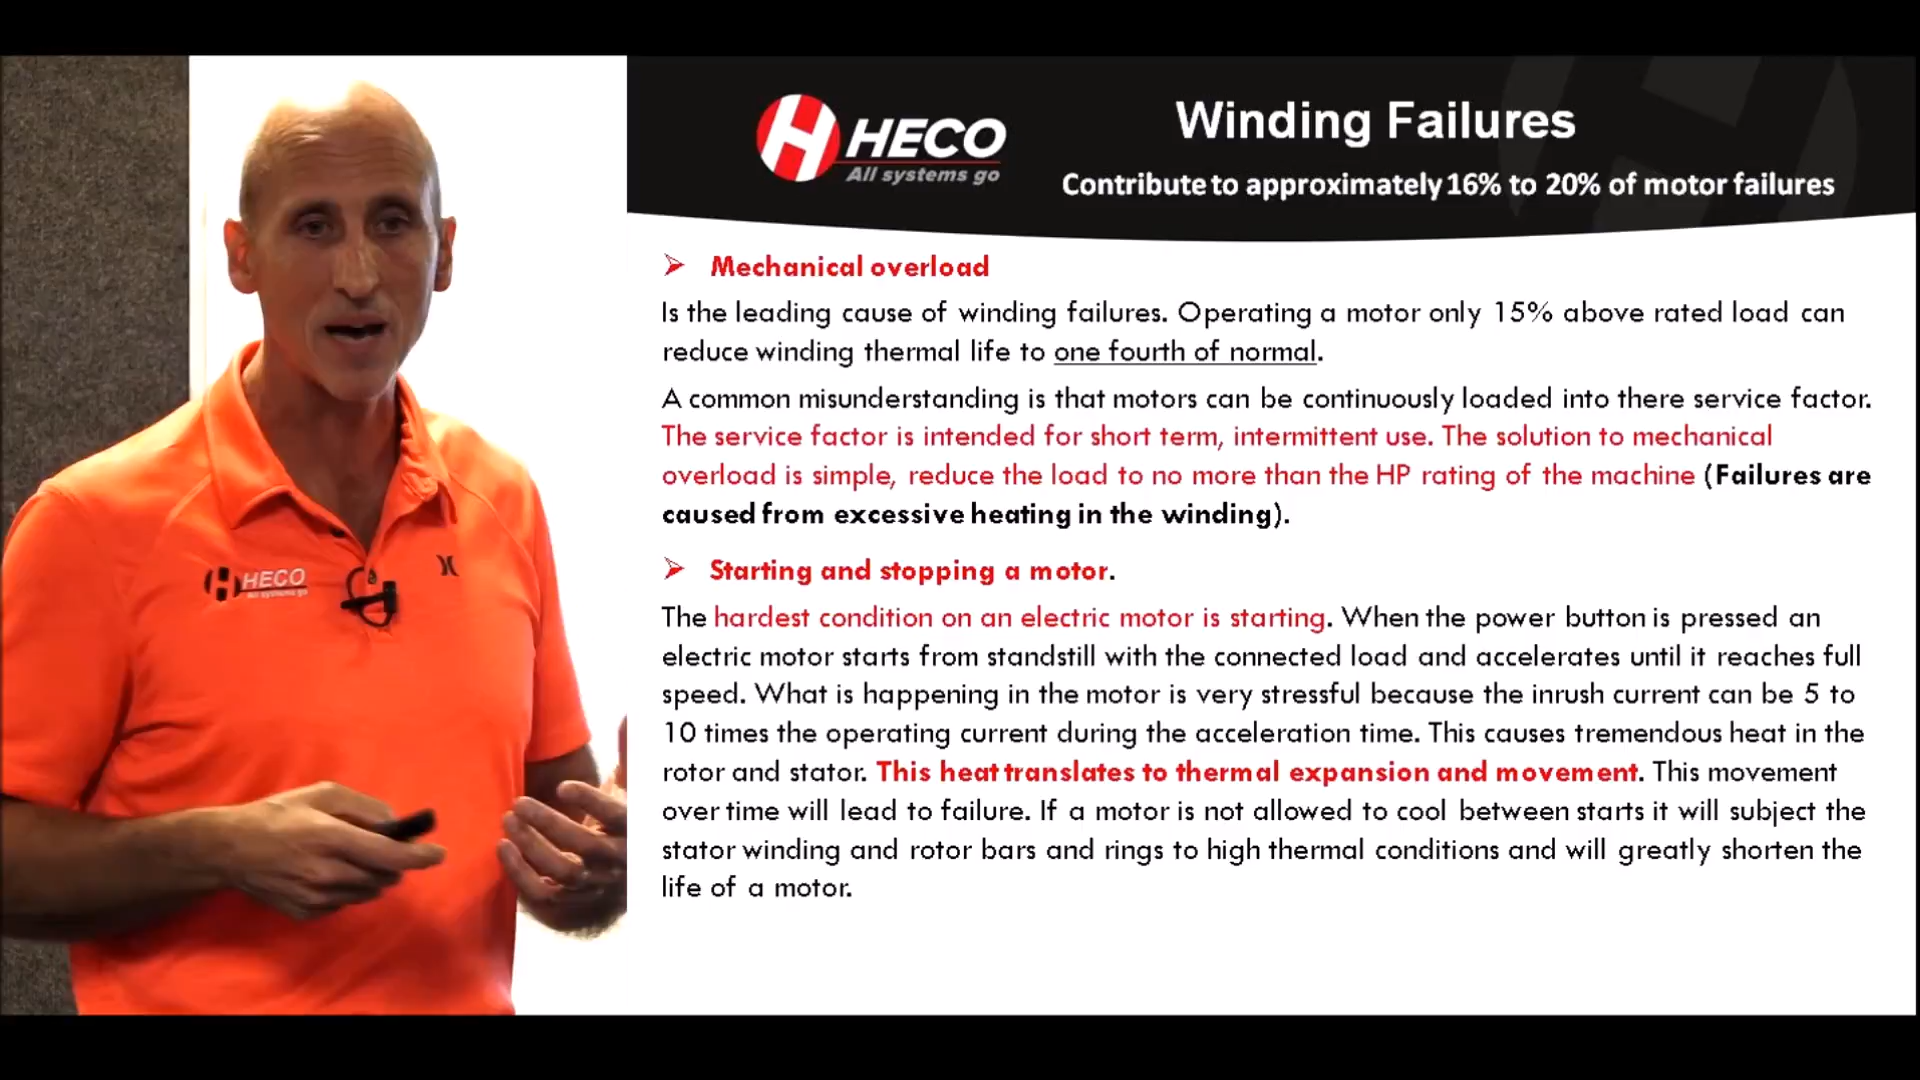 HECO
All systems go
Winding Failures
Contribute to approximately 16% to 20% of motor failures
➢ Mechanical overload
Is the leading cause of winding failures. Operating a motor only 15% above rated load can
reduce winding thermal life to one fourth of normal.
A common misunderstanding is that motors can be continuously loaded into there service factor.
The service factor is intended for short term, intermittent use. The solution to mechanical
overload is simple, reduce the load to no more than the HP rating of the machine (Failures are
caused from excessive heating in the winding).
➢ Starting and stopping a motor.
The hardest condition on an electric motor is starting. When the power button is pressed an
electric motor starts from standstill with the connected load and accelerates until it reaches full
speed. What is happening in the motor is very stressful because the inrush current can be 5 to
10 times the operating current during the acceleration time. This causes tremendous heat in the
rotor and stator. This heat translates to thermal expansion and movement. This movement
over time will lead to failure. If a motor is not allowed to cool between starts it will subject the
stator winding and rotor bars and rings to high thermal conditions and will greatly shorten the
life of a motor.
HECO
All systems go